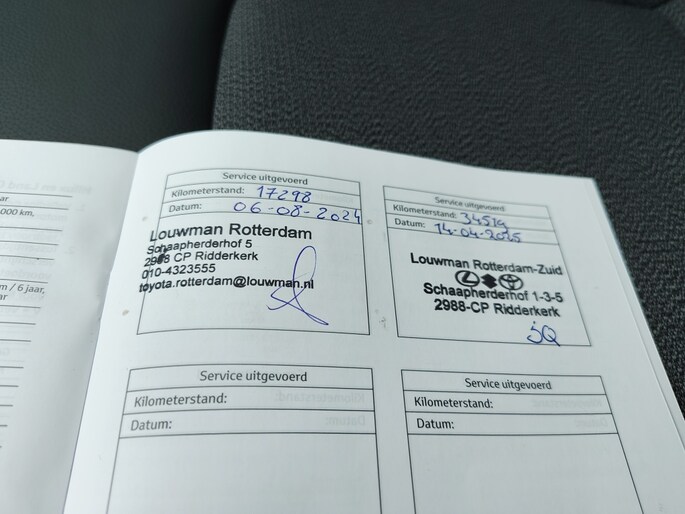 Service uitgevoerd
Kilometerstand: 17298
Datum: 06-08-2024
Louwman Rotterdam
Schaapherderhof 5
2988 CP Ridderkerk
010-4323555
toyota.rotterdam@louwman.nl
Service uitgevoerd
Kilometerstand: 34519
Datum: 14-04-2025
Louwman Rotterdam-Zuid
Schaapherderhof 1-3-5
2988-CP Ridderkerk
jQ
Service uitgevoerd
Kilometerstand:
Datum:
Service uitgevoerd
Kilometerstand:
Datum:
000 km,
m / 6 jaar,